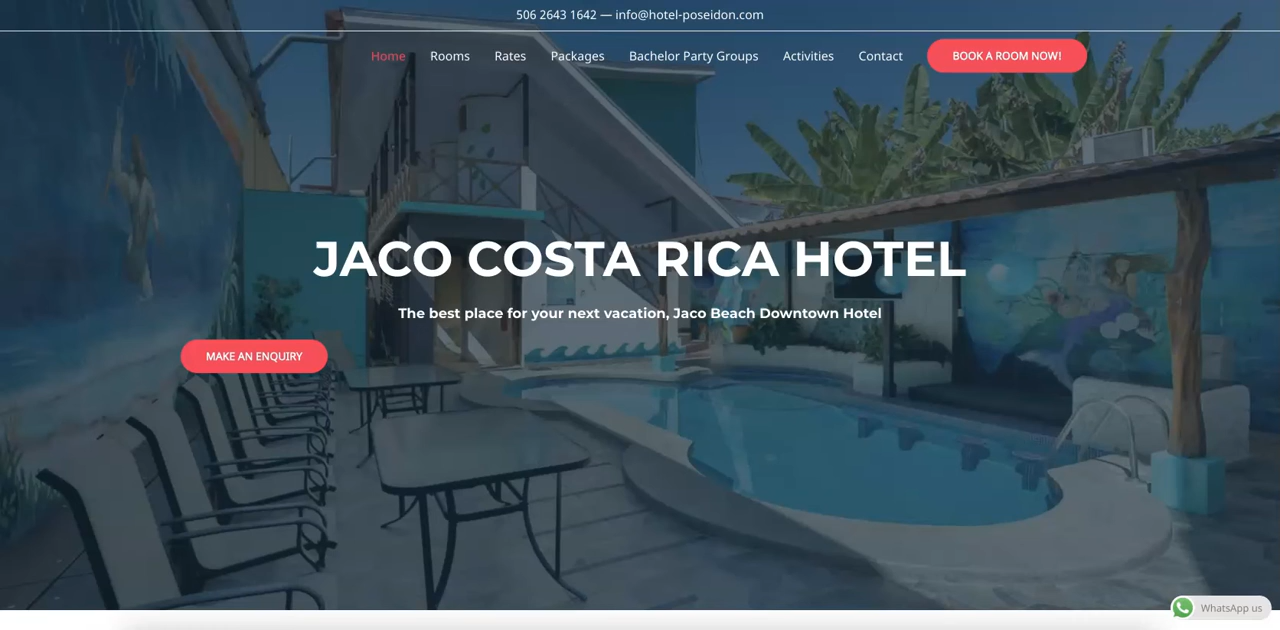 506 2643 1642 — info@hotel-poseidon.com
Home Rooms Rates Packages Bachelor Party Groups Activities Contact BOOK A ROOM NOW!
JACO COSTA RICA HOTEL
The best place for your next vacation, Jaco Beach Downtown Hotel
MAKE AN ENQUIRY
WhatsApp us